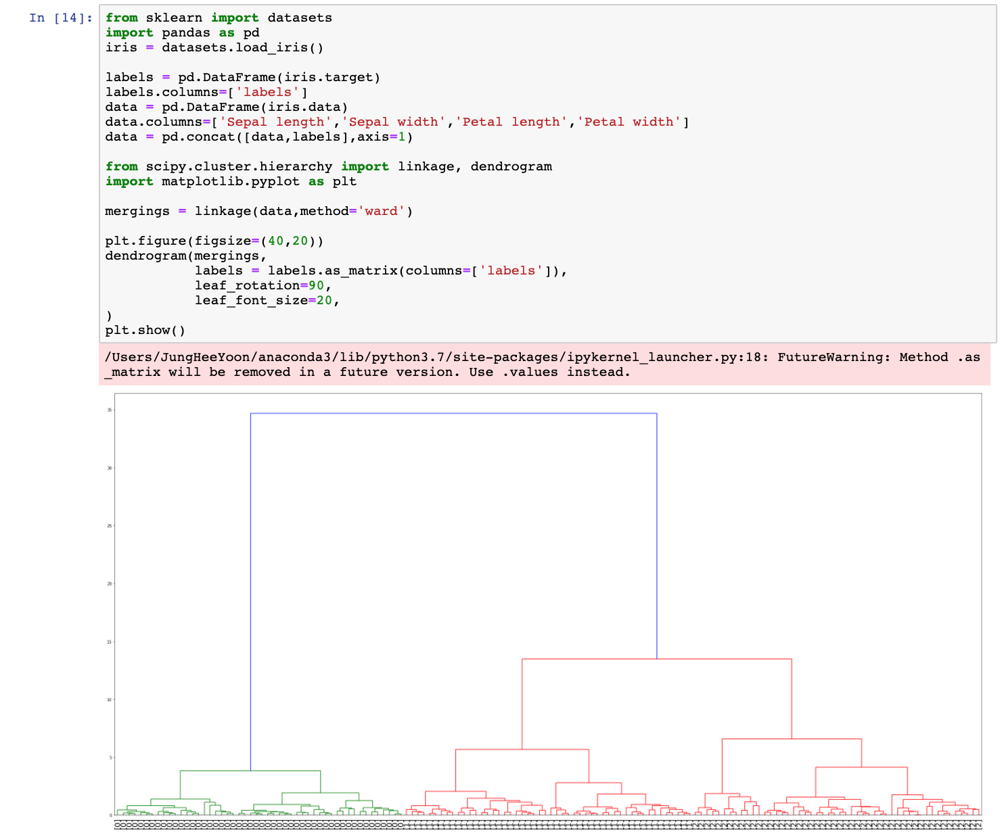 In [14]:
from sklearn import datasets
import pandas as pd
iris = datasets.load_iris()
labels = pd.DataFrame(iris.target)
labels.columns=['labels']
data = pd.DataFrame(iris.data)
data.columns=['Sepal length','Sepal width','Petal length','Petal width']
data = pd.concat([data,labels],axis=1)
from scipy.cluster.hierarchy import linkage, dendrogram
import matplotlib.pyplot as plt
mergings = linkage(data,method='ward')
plt.figure(figsize=(40,20))
dendrogram(mergings,
labels = labels.as_matrix(columns=['labels']),
leaf_rotation=90,
leaf_font_size=20,
)
plt.show()
/Users/JungHeeYoon/anaconda3/lib/python3.7/site-packages/ipykernel_launcher.py:18: FutureWarning: Method .as
_matrix will be removed in a future version. Use .values instead.
35
30
25
20
15
10
5
0